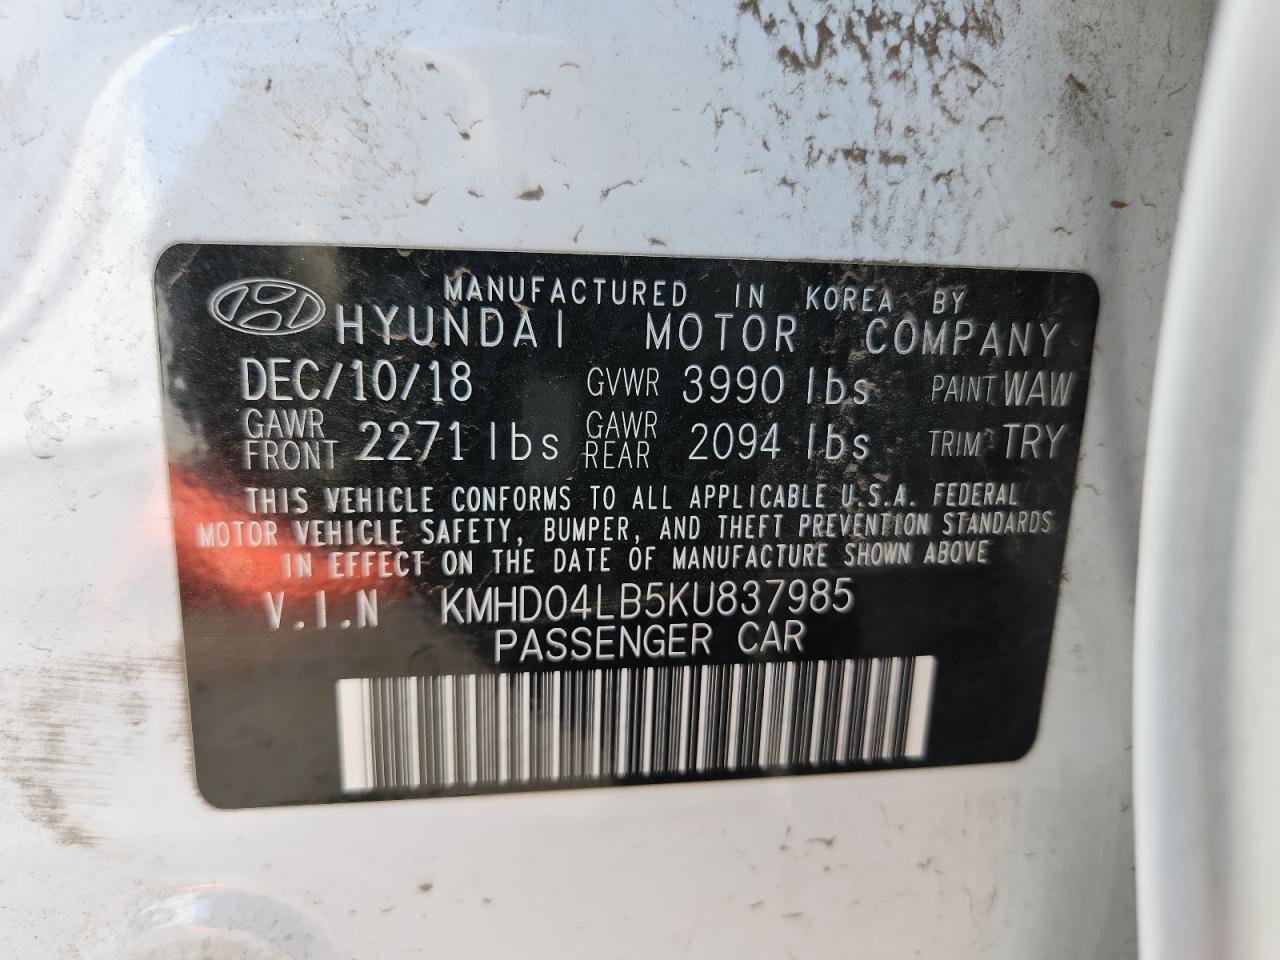 MANUFACTURED IN KOREA BY
HYUNDAI MOTOR COMPANY
DEC/10/18 GVWR 3990 lbs PAINT WAW
GAWR FRONT 2271 lbs GAWR REAR 2094 lbs TRIM TRY
THIS VEHICLE CONFORMS TO ALL APPLICABLE U.S.A. FEDERAL
MOTOR VEHICLE SAFETY, BUMPER, AND THEFT PREVENTION STANDARDS
IN EFFECT ON THE DATE OF MANUFACTURE SHOWN ABOVE
V.I.N KMHD04LB5KU837985
PASSENGER CAR